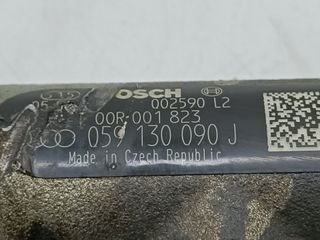 BOSCH
002590 L2
00R 001 823
059 130 090 J
Made in Czech Republic